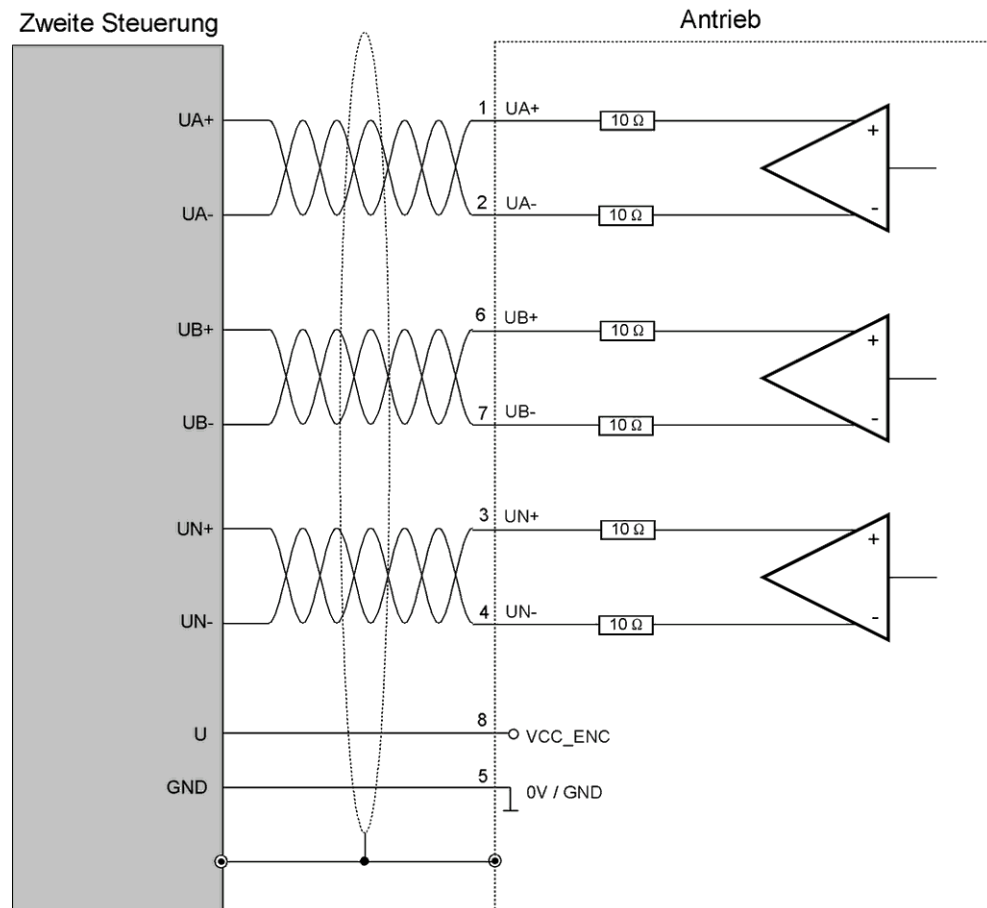 Zweite Steuerung
Antrieb
UA+ 1 UA+ 10 Ω +
UA- 2 UA- 10 Ω -
UB+ 6 UB+ 10 Ω +
UB- 7 UB- 10 Ω -
UN+ 3 UN+ 10 Ω +
UN- 4 UN- 10 Ω -
U 8 VCC_ENC
GND 5 0V / GND